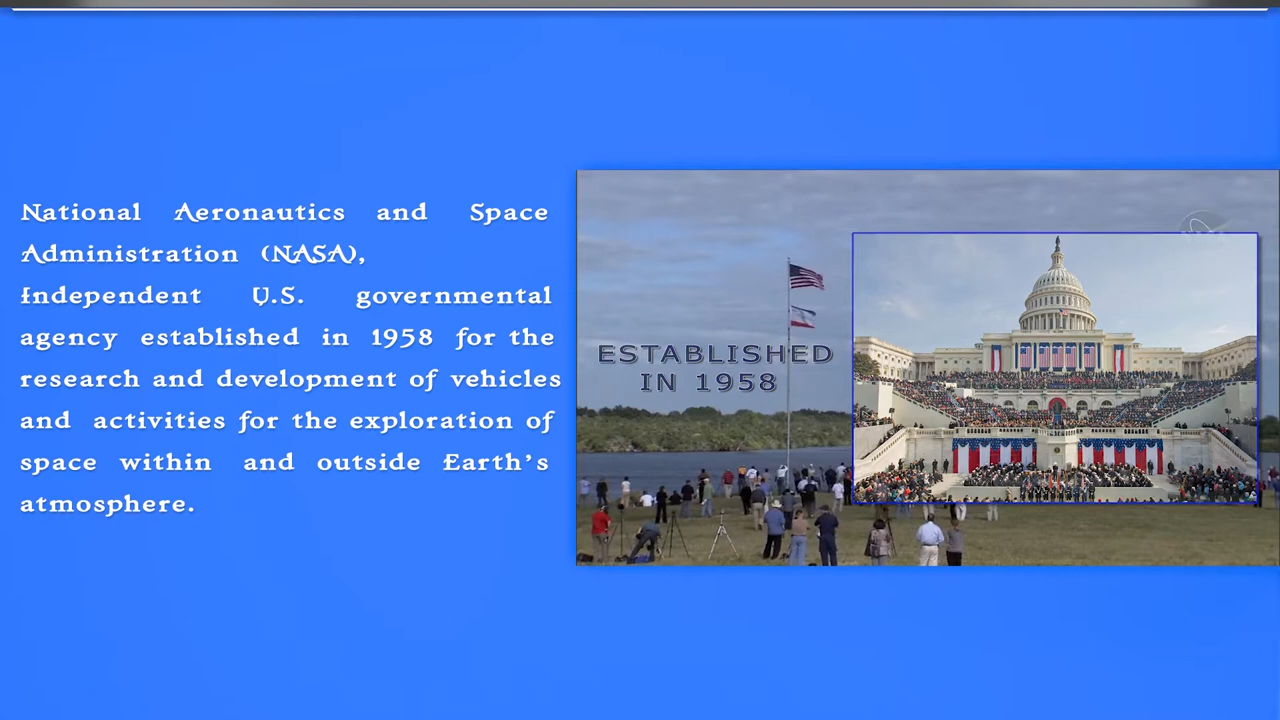 National Aeronautics and Space
Administration (NASA),
Independent U.S. governmental
agency established in 1958 for the
research and development of vehicles
and activities for the exploration of
space within and outside Earth's
atmosphere.
ESTABLISHED
IN 1958